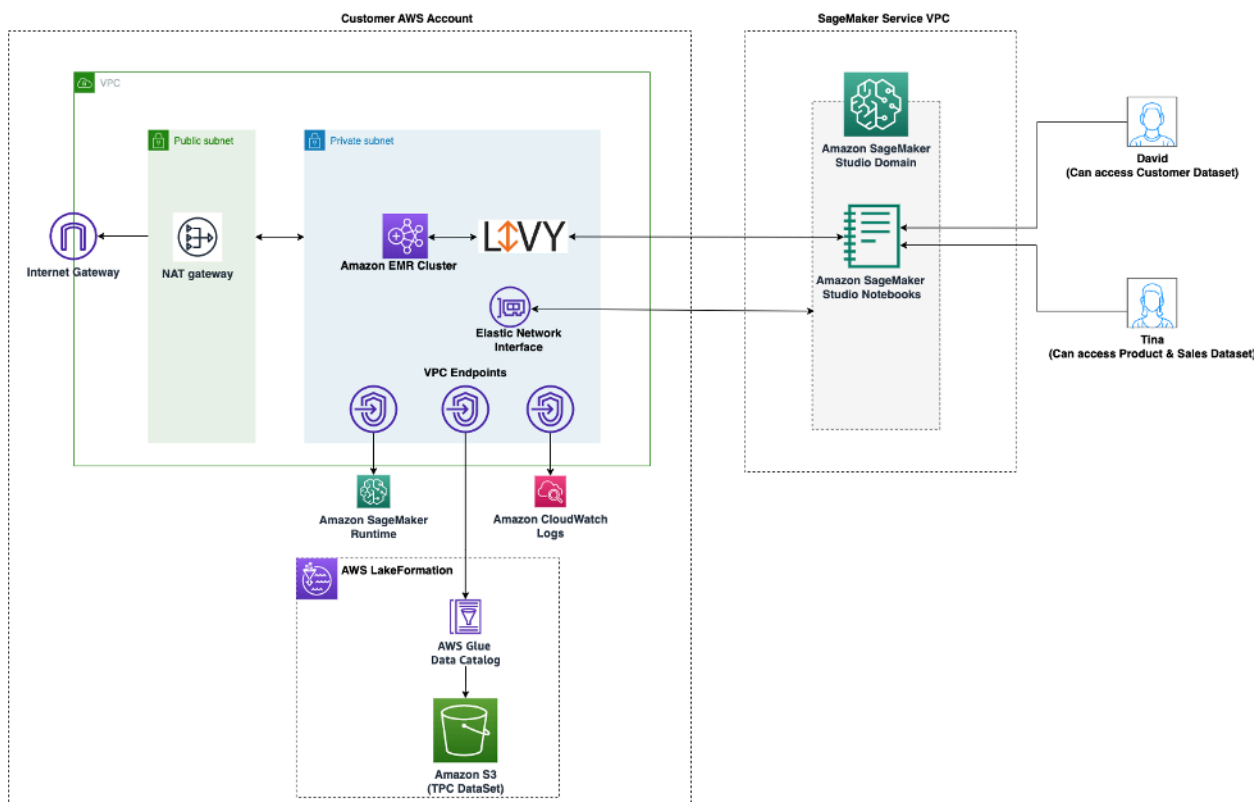 Customer AWS Account
SageMaker Service VPC
VPC
Public subnet
Private subnet
Amazon SageMaker
Studio Domain
David
(Can access Customer Dataset)
LIVY
Internet Gateway
NAT gateway
Amazon EMR Cluster
Amazon SageMaker
Studio Notebooks
Elastic Network
Interface
Tina
(Can access Product & Sales Dataset)
VPC Endpoints
Amazon SageMaker
Runtime
Amazon CloudWatch
Logs
AWS LakeFormation
AWS Glue
Data Catalog
Amazon S3
(TPC DataSet)